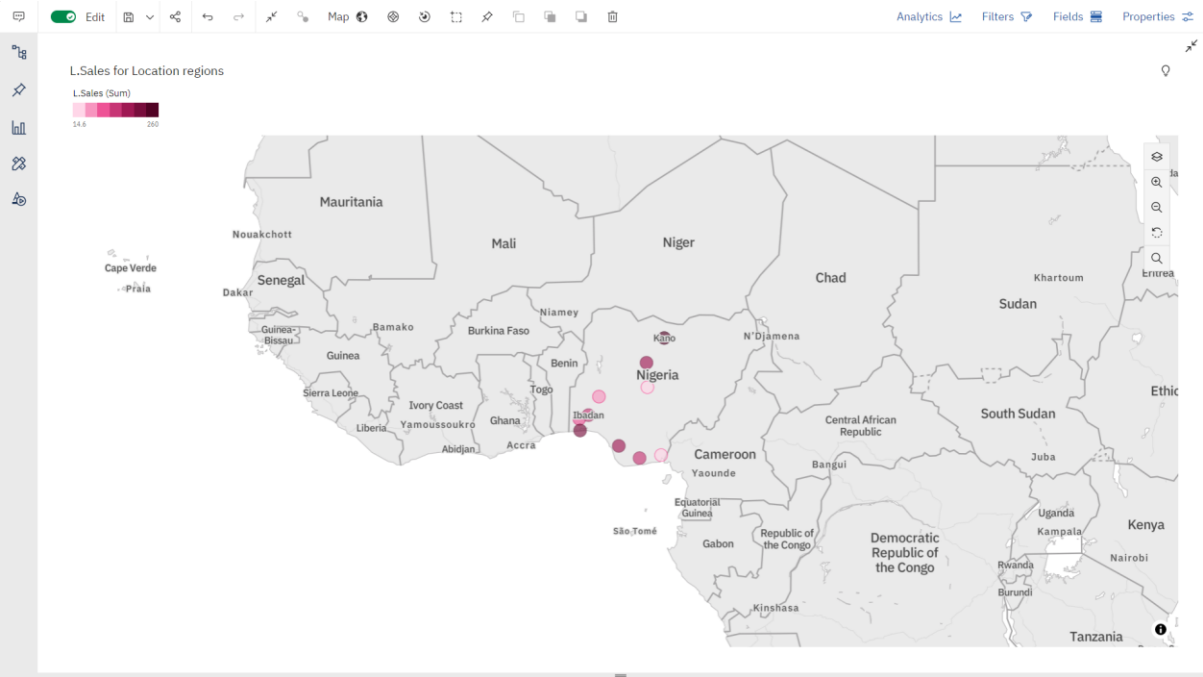 Edit
Map
Analytics
Filters
Fields
Properties
L.Sales for Location regions
L.Sales (Sum)
14.6
260
Mauritania
Nouakchott
Mali
Niger
Chad
Cape Verde
Praia
Senegal
Dakar
Khartoum
Eritrea
Sudan
Niamey
Guinea-
Bissau
Bamako
Burkina Faso
Kano
N'Djamena
Guinea
Benin
Nigeria
Togo
Sierra Leone
Ivory Coast
Ghana
Ibadan
Ethic
South Sudan
Liberia
Yamoussoukro
Central African
Republic
Abidjan
Accra
Cameroon
Yaounde
Bangui
Juba
Equatorial
Guinea
Uganda
Kampala
Kenya
São Tomé
Gabon
Republic of
the Congo
Democratic
Republic of
the Congo
Nairobi
Rwanda
Burundi
Kinshasa
Tanzania